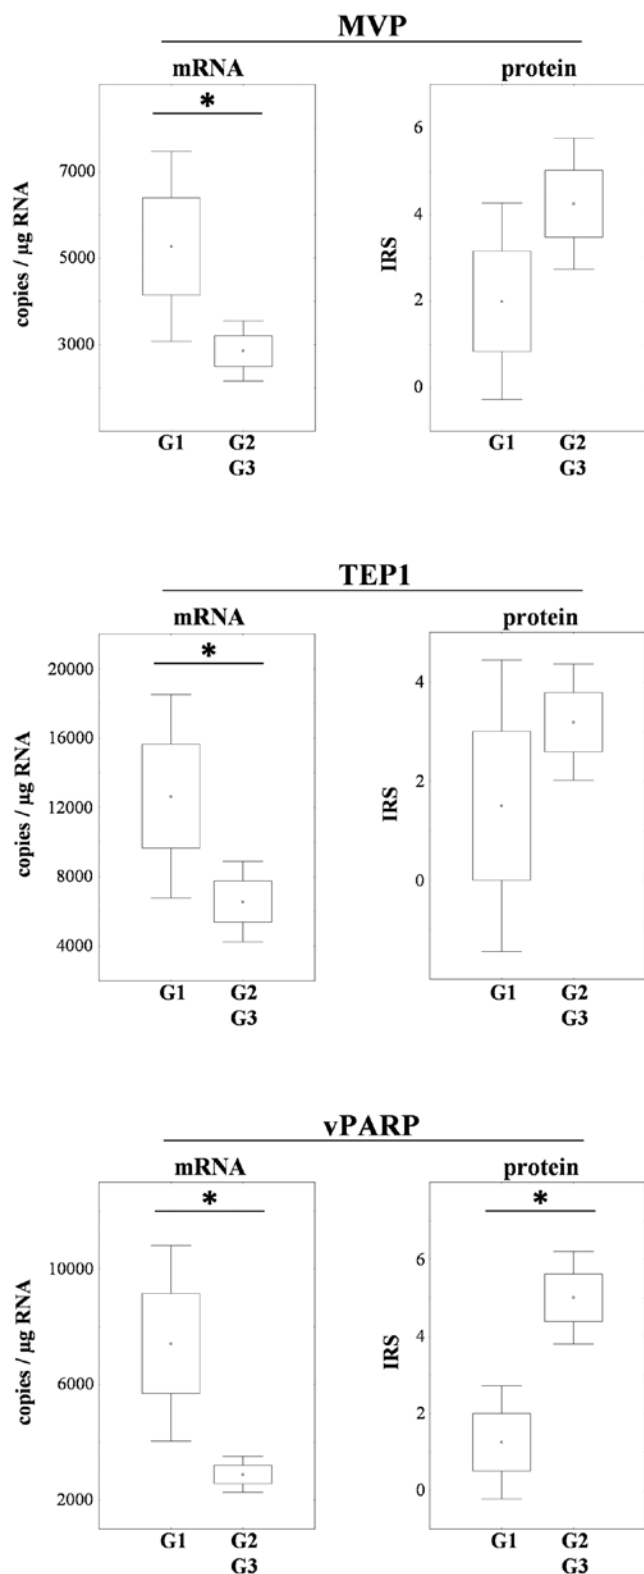 MVP
mRNA protein
*
7000
5000
3000
copies / µg RNA
G1 G2
G3
6
4
2
0
IRS
G1 G2
G3
TEP1
mRNA protein
*
20000
16000
12000
8000
4000
copies / µg RNA
G1 G2
G3
4
2
0
IRS
G1 G2
G3
vPARP
mRNA protein
*
10000
6000
2000
copies / µg RNA
G1 G2
G3
*
6
4
2
0
IRS
G1 G2
G3